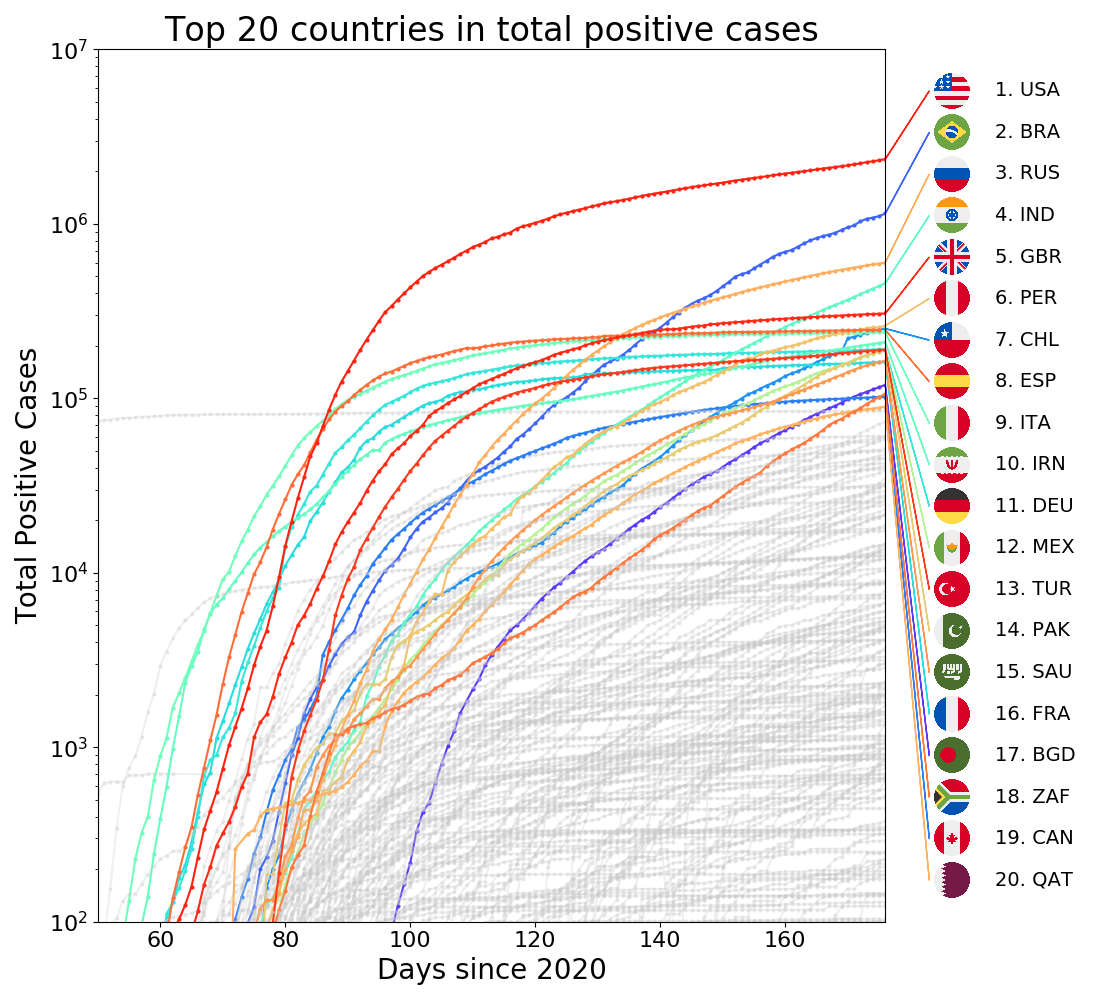 Top 20 countries in total positive cases
Total Positive Cases
10^7
10^6
10^5
10^4
10^3
10^2
60 80 100 120 140 160
Days since 2020
1. USA
2. BRA
3. RUS
4. IND
5. GBR
6. PER
7. CHL
8. ESP
9. ITA
10. IRN
11. DEU
12. MEX
13. TUR
14. PAK
15. SAU
16. FRA
17. BGD
18. ZAF
19. CAN
20. QAT